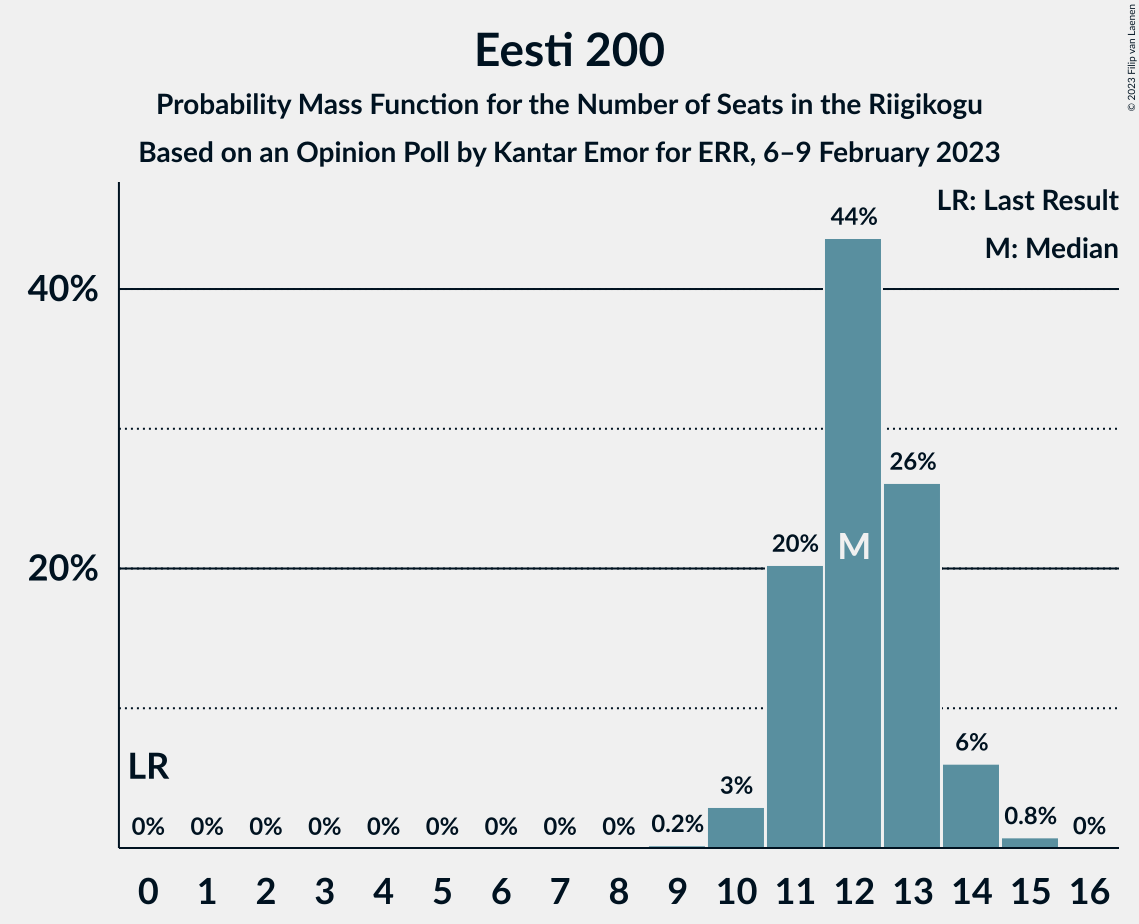 Eesti 200
Probability Mass Function for the Number of Seats in the Riigikogu
Based on an Opinion Poll by Kantar Emor for ERR, 6–9 February 2023
© 2023 Filip van Laenen
LR: Last Result
M: Median
44%
40%
26%
20%
M
20%
LR
6%
3%
0% 0% 0% 0% 0% 0% 0% 0% 0% 0.2% 0.8% 0%
0 1 2 3 4 5 6 7 8 9 10 11 12 13 14 15 16